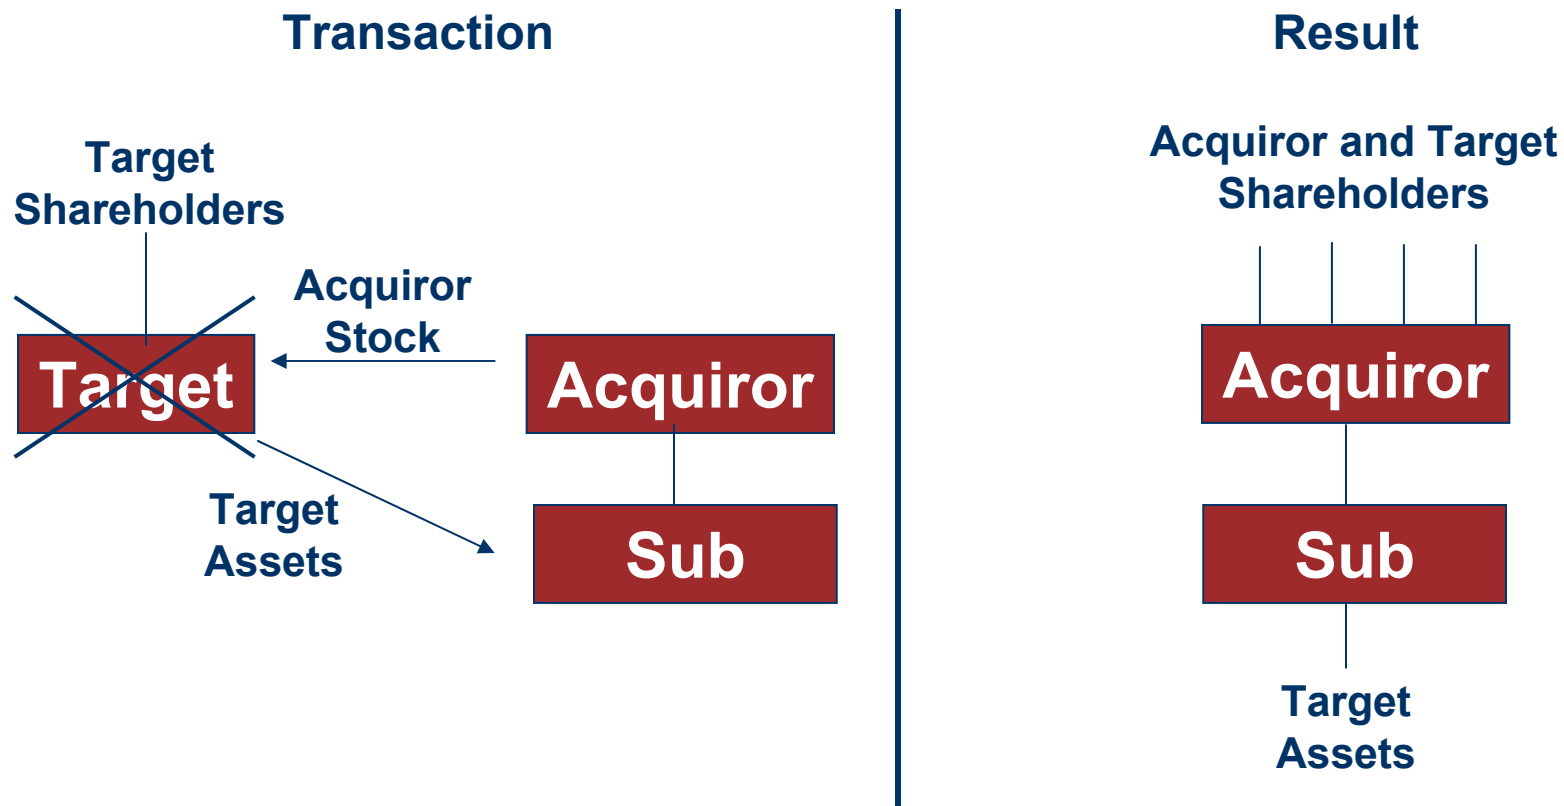 Transaction
Target
Shareholders
Acquiror
Stock
Target
Acquiror
Target
Assets
Sub
Result
Acquiror and Target
Shareholders
Acquiror
Sub
Target
Assets